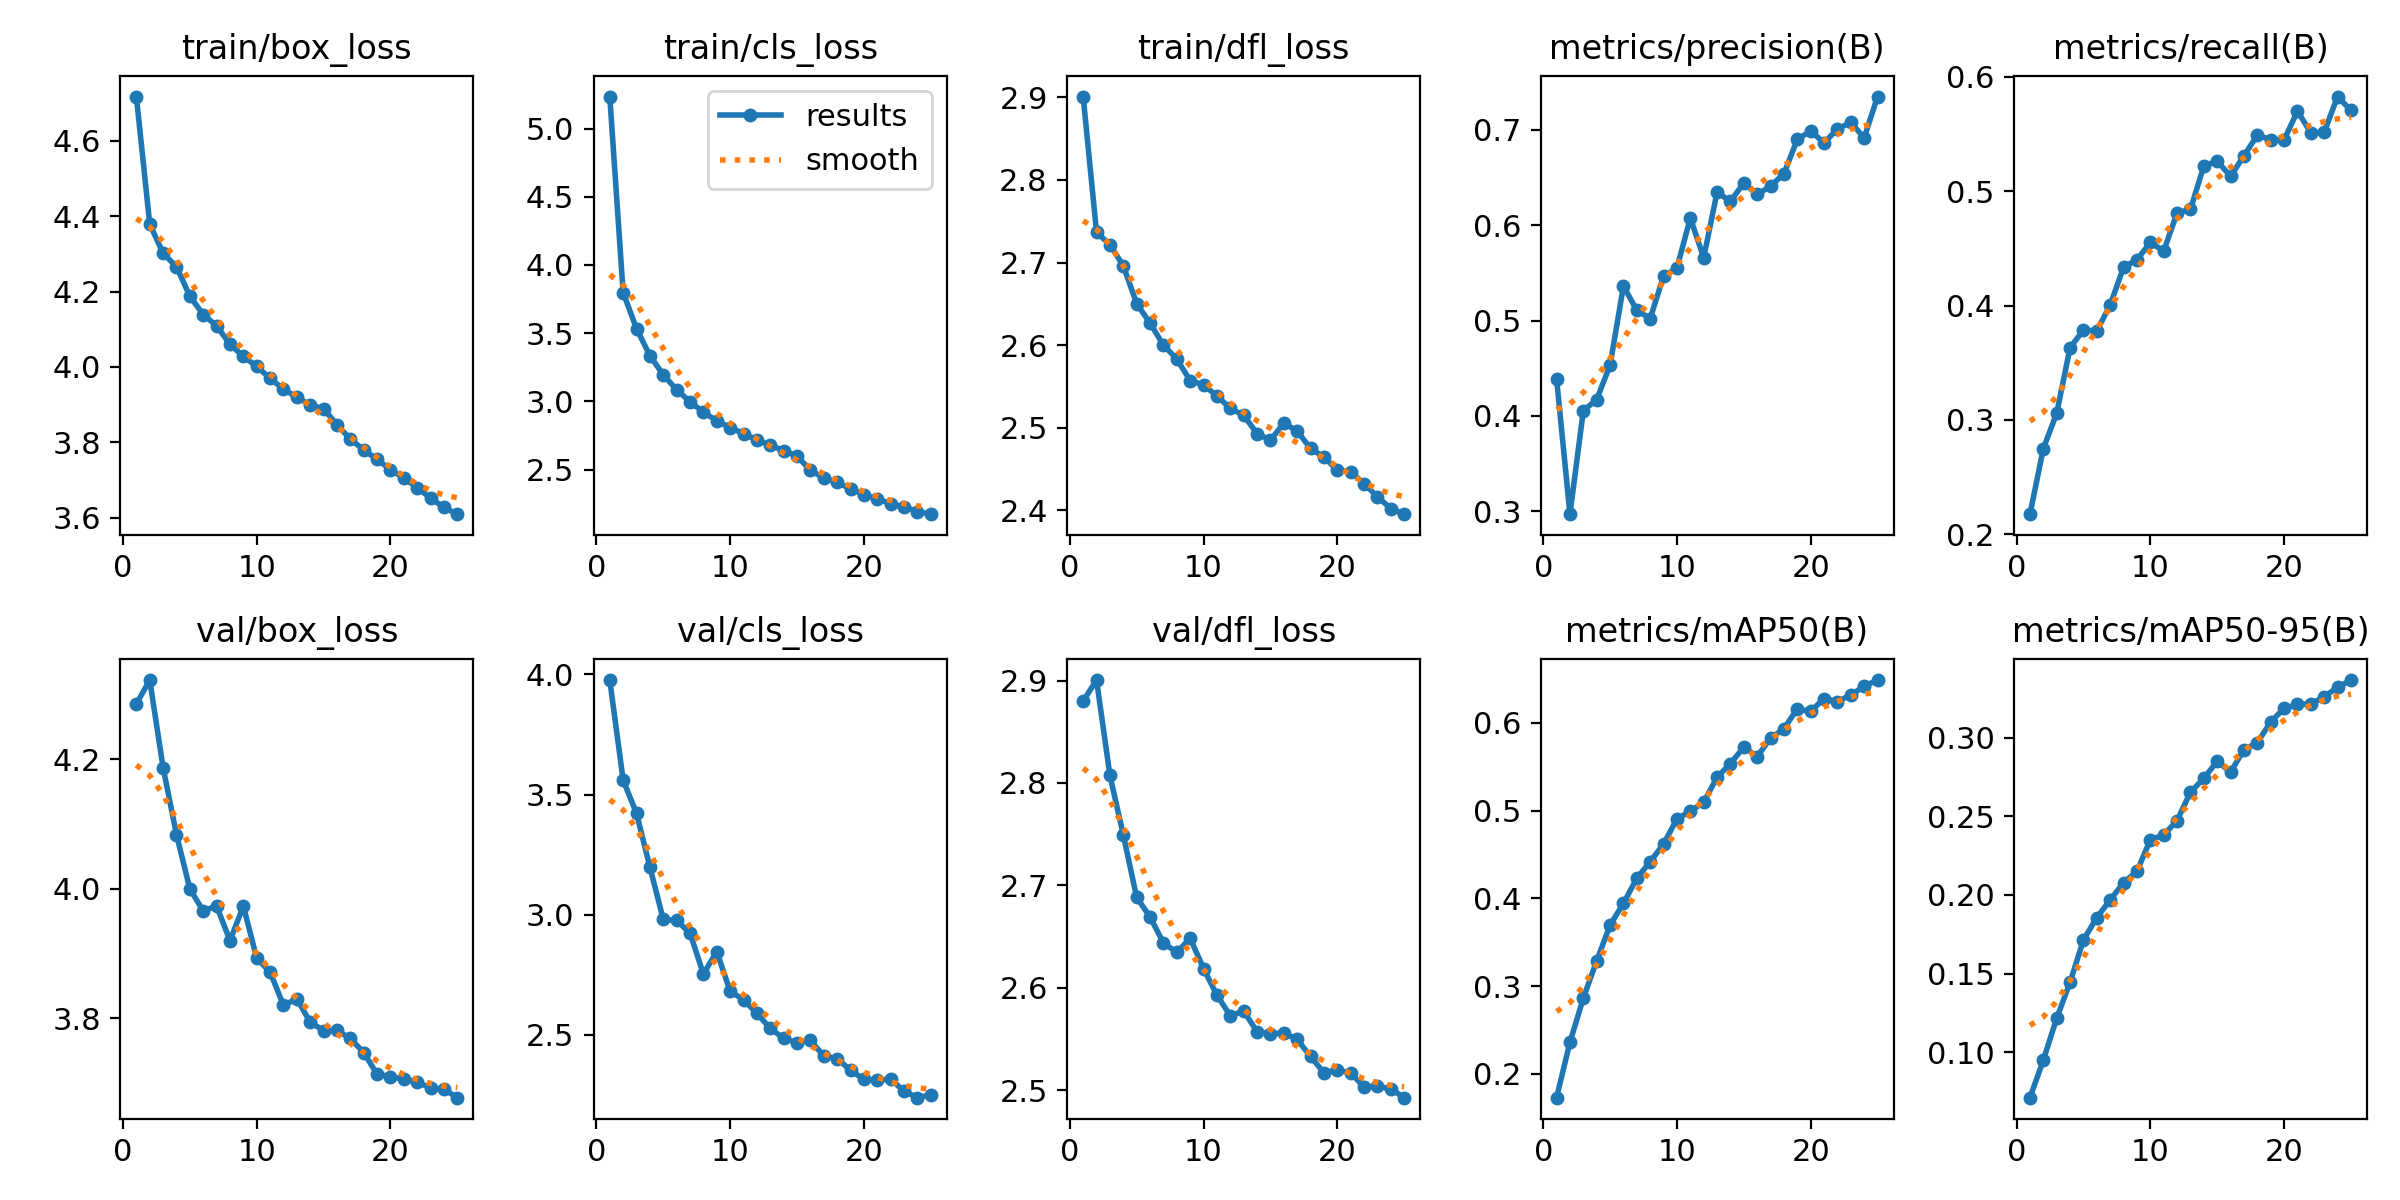 train/box_loss
4.6
4.4
4.2
4.0
3.8
3.6
0 10 20
train/cls_loss
results
smooth
5.0
4.5
4.0
3.5
3.0
2.5
0 10 20
train/dfl_loss
2.9
2.8
2.7
2.6
2.5
2.4
0 10 20
metrics/precision(B)
0.7
0.6
0.5
0.4
0.3
0 10 20
metrics/recall(B)
0.6
0.5
0.4
0.3
0.2
0 10 20
val/box_loss
4.2
4.0
3.8
0 10 20
val/cls_loss
4.0
3.5
3.0
2.5
0 10 20
val/dfl_loss
2.9
2.8
2.7
2.6
2.5
0 10 20
metrics/mAP50(B)
0.6
0.5
0.4
0.3
0.2
0 10 20
metrics/mAP50-95(B)
0.30
0.25
0.20
0.15
0.10
0 10 20